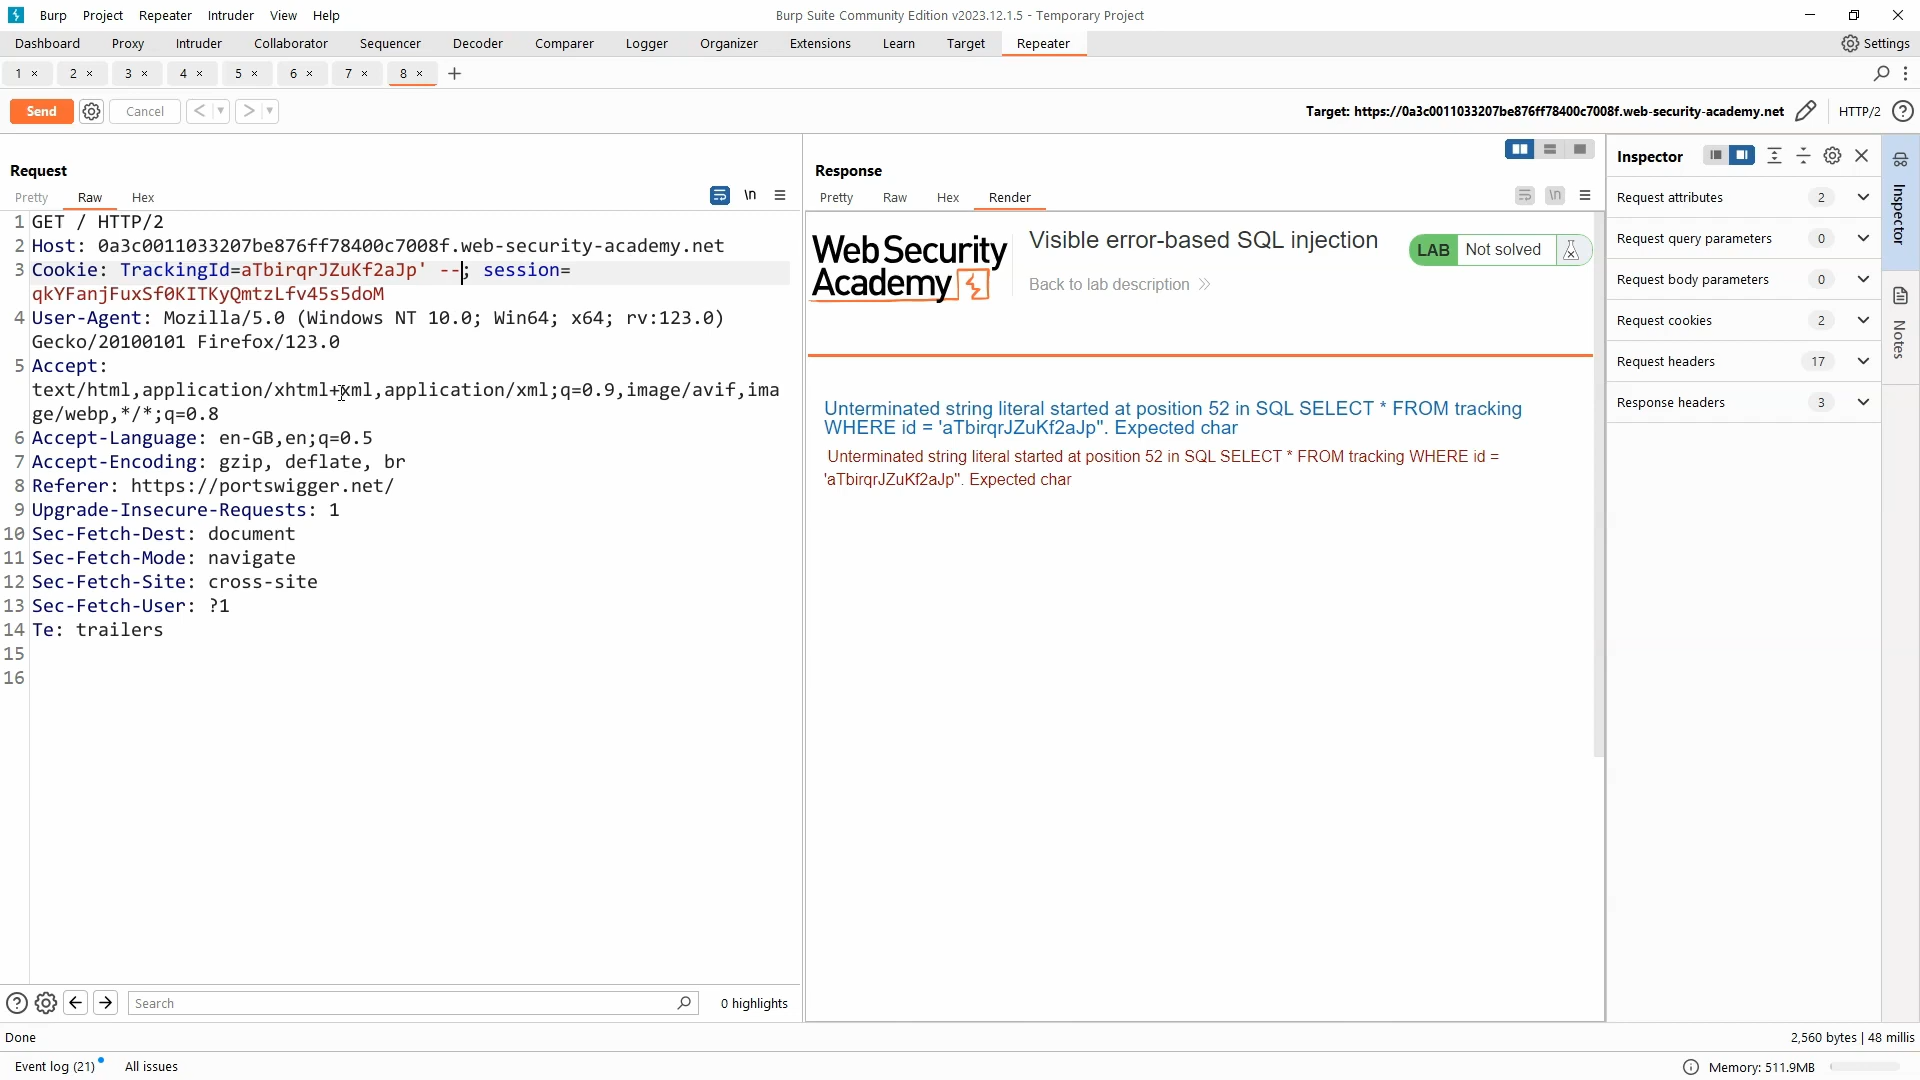 Burp Project Repeater Intruder View Help
Burp Suite Community Edition v2023.12.1.5 - Temporary Project
Dashboard Proxy Intruder Collaborator Sequencer Decoder Comparer Logger Organizer Extensions Learn Target Repeater
Settings
1 × 2 × 3 × 4 × 5 × 6 × 7 × 8 × +
Send Cancel < >
Target: https://0a3c0011033207be876ff78400c7008f.web-security-academy.net
HTTP/2
Request
Pretty Raw Hex
\n
1 GET / HTTP/2
2 Host: 0a3c0011033207be876ff78400c7008f.web-security-academy.net
3 Cookie: TrackingId=aTbirqrJZuKf2aJp' --; session=
qkYFanjFuxSf0KITKyQmtzLfv45s5doM
4 User-Agent: Mozilla/5.0 (Windows NT 10.0; Win64; x64; rv:123.0)
Gecko/20100101 Firefox/123.0
5 Accept:
text/html,application/xhtml+xml,application/xml;q=0.9,image/avif,ima
ge/webp,*/*;q=0.8
6 Accept-Language: en-GB,en;q=0.5
7 Accept-Encoding: gzip, deflate, br
8 Referer: https://portswigger.net/
9 Upgrade-Insecure-Requests: 1
10 Sec-Fetch-Dest: document
11 Sec-Fetch-Mode: navigate
12 Sec-Fetch-Site: cross-site
13 Sec-Fetch-User: ?1
14 Te: trailers
15
16
Search
0 highlights
Response
Pretty Raw Hex Render
\n
Web Security
Academy
Visible error-based SQL injection
Back to lab description
LAB Not solved
Unterminated string literal started at position 52 in SQL SELECT * FROM tracking
WHERE id = 'aTbirqrJZuKf2aJp''. Expected char
Unterminated string literal started at position 52 in SQL SELECT * FROM tracking WHERE id =
'aTbirqrJZuKf2aJp''. Expected char
Inspector
Request attributes 2
Request query parameters 0
Request body parameters 0
Request cookies 2
Request headers 17
Response headers 3
Inspector
Notes
Done
2,560 bytes | 48 millis
Event log (21) All issues
Memory: 511.9MB